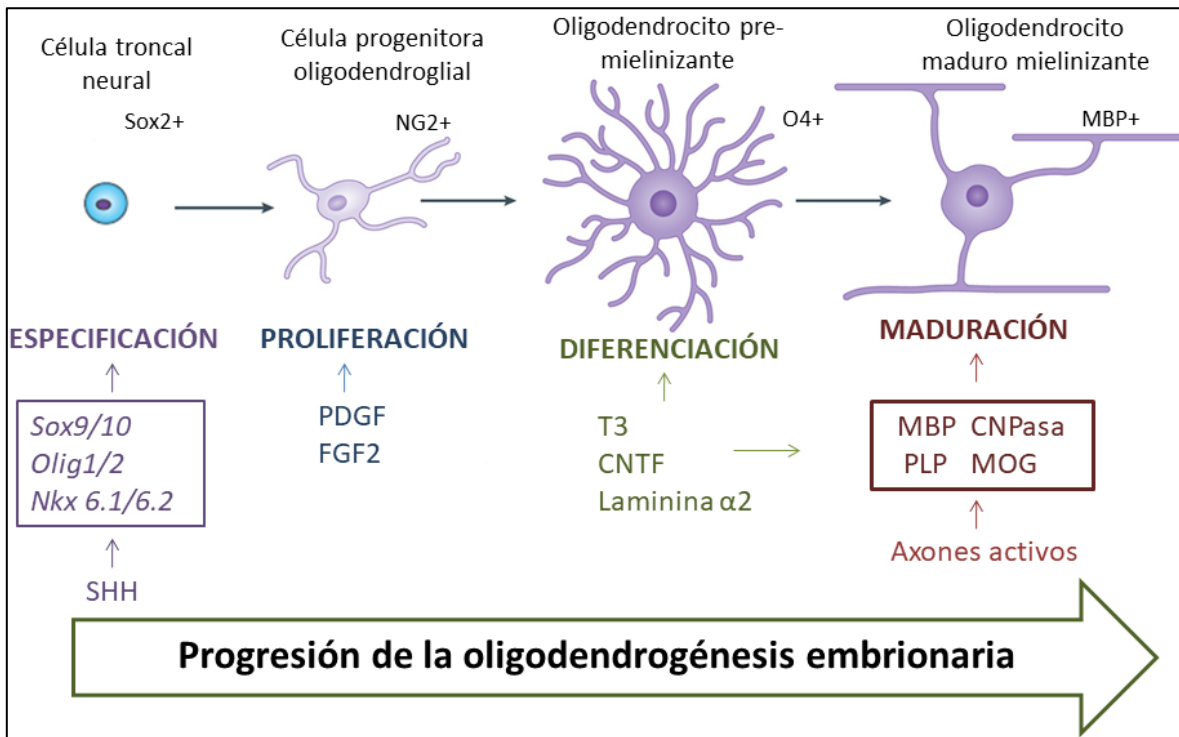 Célula troncal
neural
Sox2+
Célula progenitora
oligodendroglial
NG2+
Oligodendrocito pre-
mielinizante
O4+
Oligodendrocito
maduro mielinizante
MBP+
ESPECIFICACIÓN
Sox9/10
Olig1/2
Nkx 6.1/6.2
SHH
PROLIFERACIÓN
PDGF
FGF2
DIFERENCIACIÓN
T3
CNTF
Laminina α2
MADURACIÓN
MBP CNPasa
PLP MOG
Axones activos
Progresión de la oligodendrogénesis embrionaria